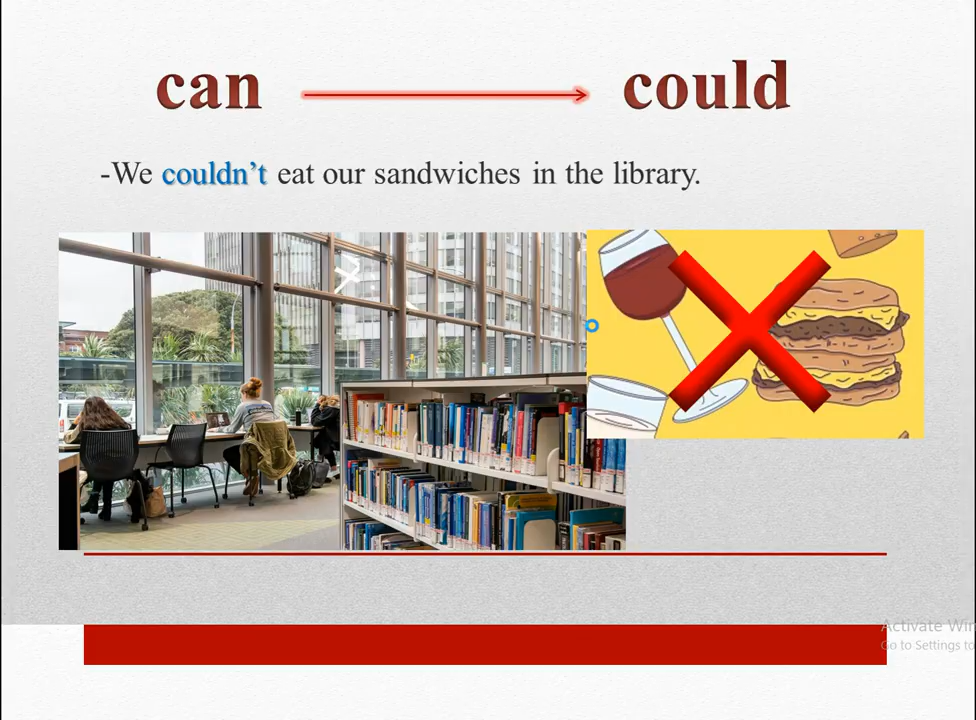 can could
-We couldn't eat our sandwiches in the library.
Activate Win
Go to Settings to